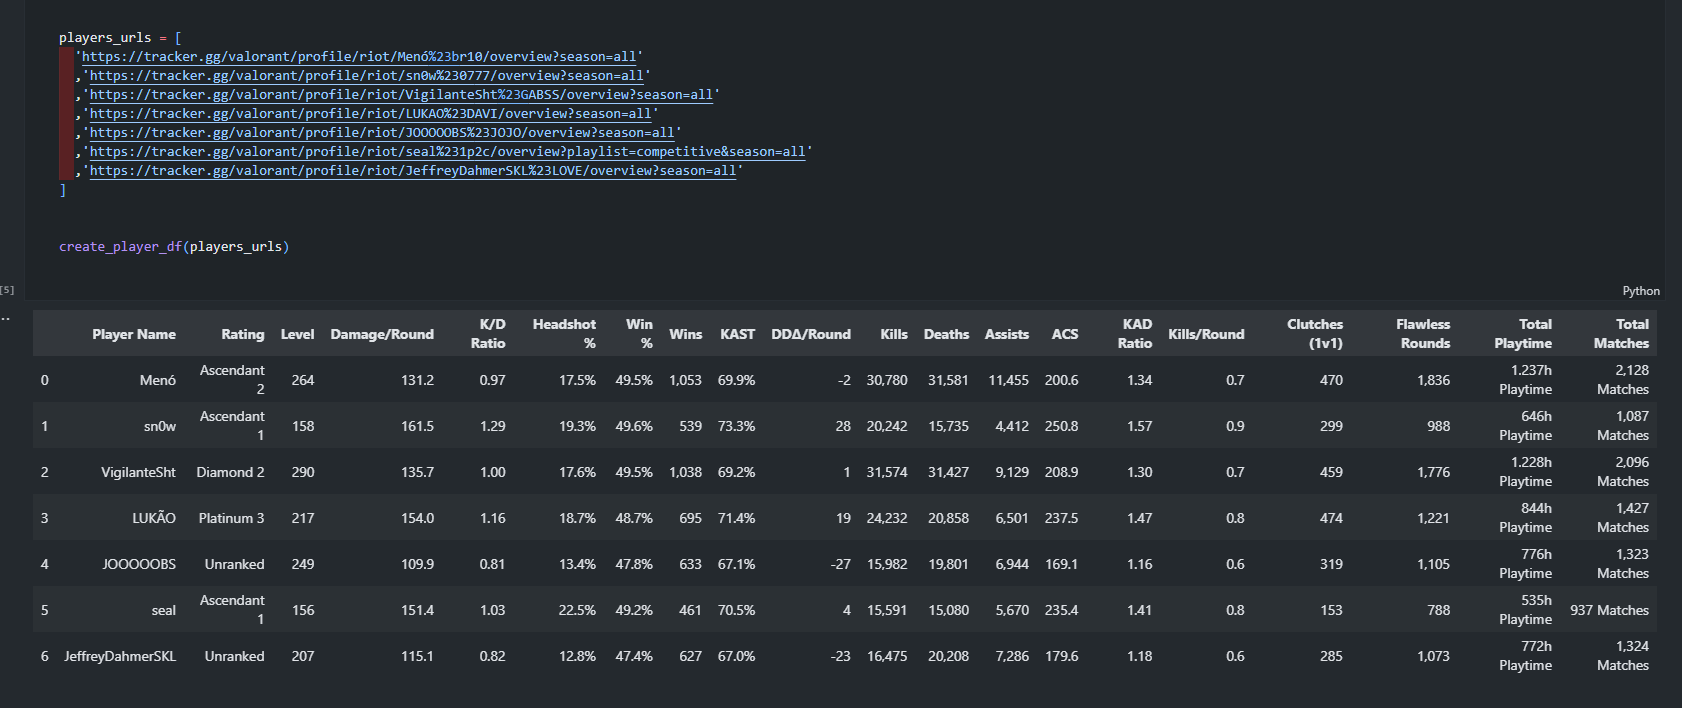 players_urls = [
'https://tracker.gg/valorant/profile/riot/Menó%23br10/overview?season=all'
,'https://tracker.gg/valorant/profile/riot/sn0w%230777/overview?season=all'
,'https://tracker.gg/valorant/profile/riot/VigilanteSht%23GABSS/overview?season=all'
,'https://tracker.gg/valorant/profile/riot/LUKAO%23DAVI/overview?season=all'
,'https://tracker.gg/valorant/profile/riot/JOOOOOBS%23JOJO/overview?season=all'
,'https://tracker.gg/valorant/profile/riot/seal%231p2c/overview?playlist=competitive&season=all'
,'https://tracker.gg/valorant/profile/riot/JeffreyDahmerSKL%23LOVE/overview?season=all'
]
create_player_df(players_urls)
[5]
Python
Player Name Rating Level Damage/Round K/D Ratio Headshot % Win % Wins KAST DDΔ/Round Kills Deaths Assists ACS KAD Ratio Kills/Round Clutches (1v1) Flawless Rounds Total Playtime Total Matches
0 Menó Ascendant 2 264 131.2 0.97 17.5% 49.5% 1,053 69.9% -2 30,780 31,581 11,455 200.6 1.34 0.7 470 1,836 1.237h Playtime 2,128 Matches
1 sn0w Ascendant 1 158 161.5 1.29 19.3% 49.6% 539 73.3% 28 20,242 15,735 4,412 250.8 1.57 0.9 299 988 646h Playtime 1,087 Matches
2 VigilanteSht Diamond 2 290 135.7 1.00 17.6% 49.5% 1,038 69.2% 1 31,574 31,427 9,129 208.9 1.30 0.7 459 1,776 1.228h Playtime 2,096 Matches
3 LUKÃO Platinum 3 217 154.0 1.16 18.7% 48.7% 695 71.4% 19 24,232 20,858 6,501 237.5 1.47 0.8 474 1,221 844h Playtime 1,427 Matches
4 JOOOOOBS Unranked 249 109.9 0.81 13.4% 47.8% 633 67.1% -27 15,982 19,801 6,944 169.1 1.16 0.6 319 1,105 776h Playtime 1,323 Matches
5 seal Ascendant 1 156 151.4 1.03 22.5% 49.2% 461 70.5% 4 15,591 15,080 5,670 235.4 1.41 0.8 153 788 535h Playtime 937 Matches
6 JeffreyDahmerSKL Unranked 207 115.1 0.82 12.8% 47.4% 627 67.0% -23 16,475 20,208 7,286 179.6 1.18 0.6 285 1,073 772h Playtime 1,324 Matches